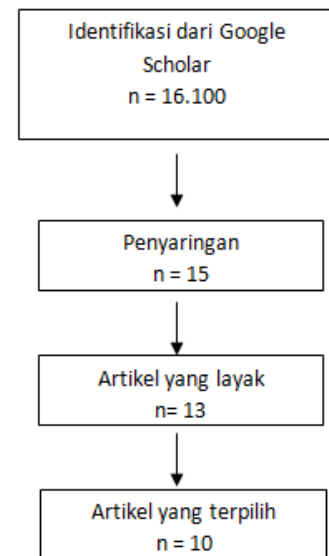 Identifikasi dari Google
Scholar
n = 16.100
Penyaringan
n = 15
Artikel yang layak
n= 13
Artikel yang terpilih
n = 10